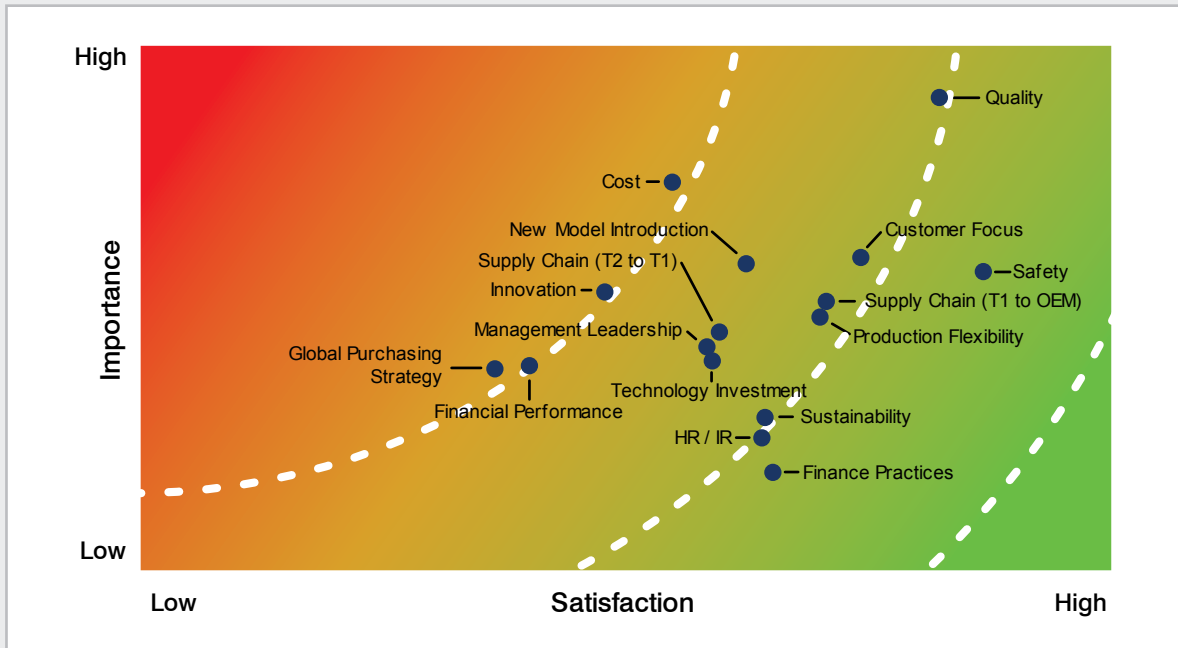 High
Quality
Cost
New Model Introduction
Customer Focus
Supply Chain (T2 to T1)
Safety
Innovation
Supply Chain (T1 to OEM)
Management Leadership
Production Flexibility
Global Purchasing
Strategy
Technology Investment
Financial Performance
Sustainability
HR / IR
Finance Practices
Importance
Low
Low
Satisfaction
High